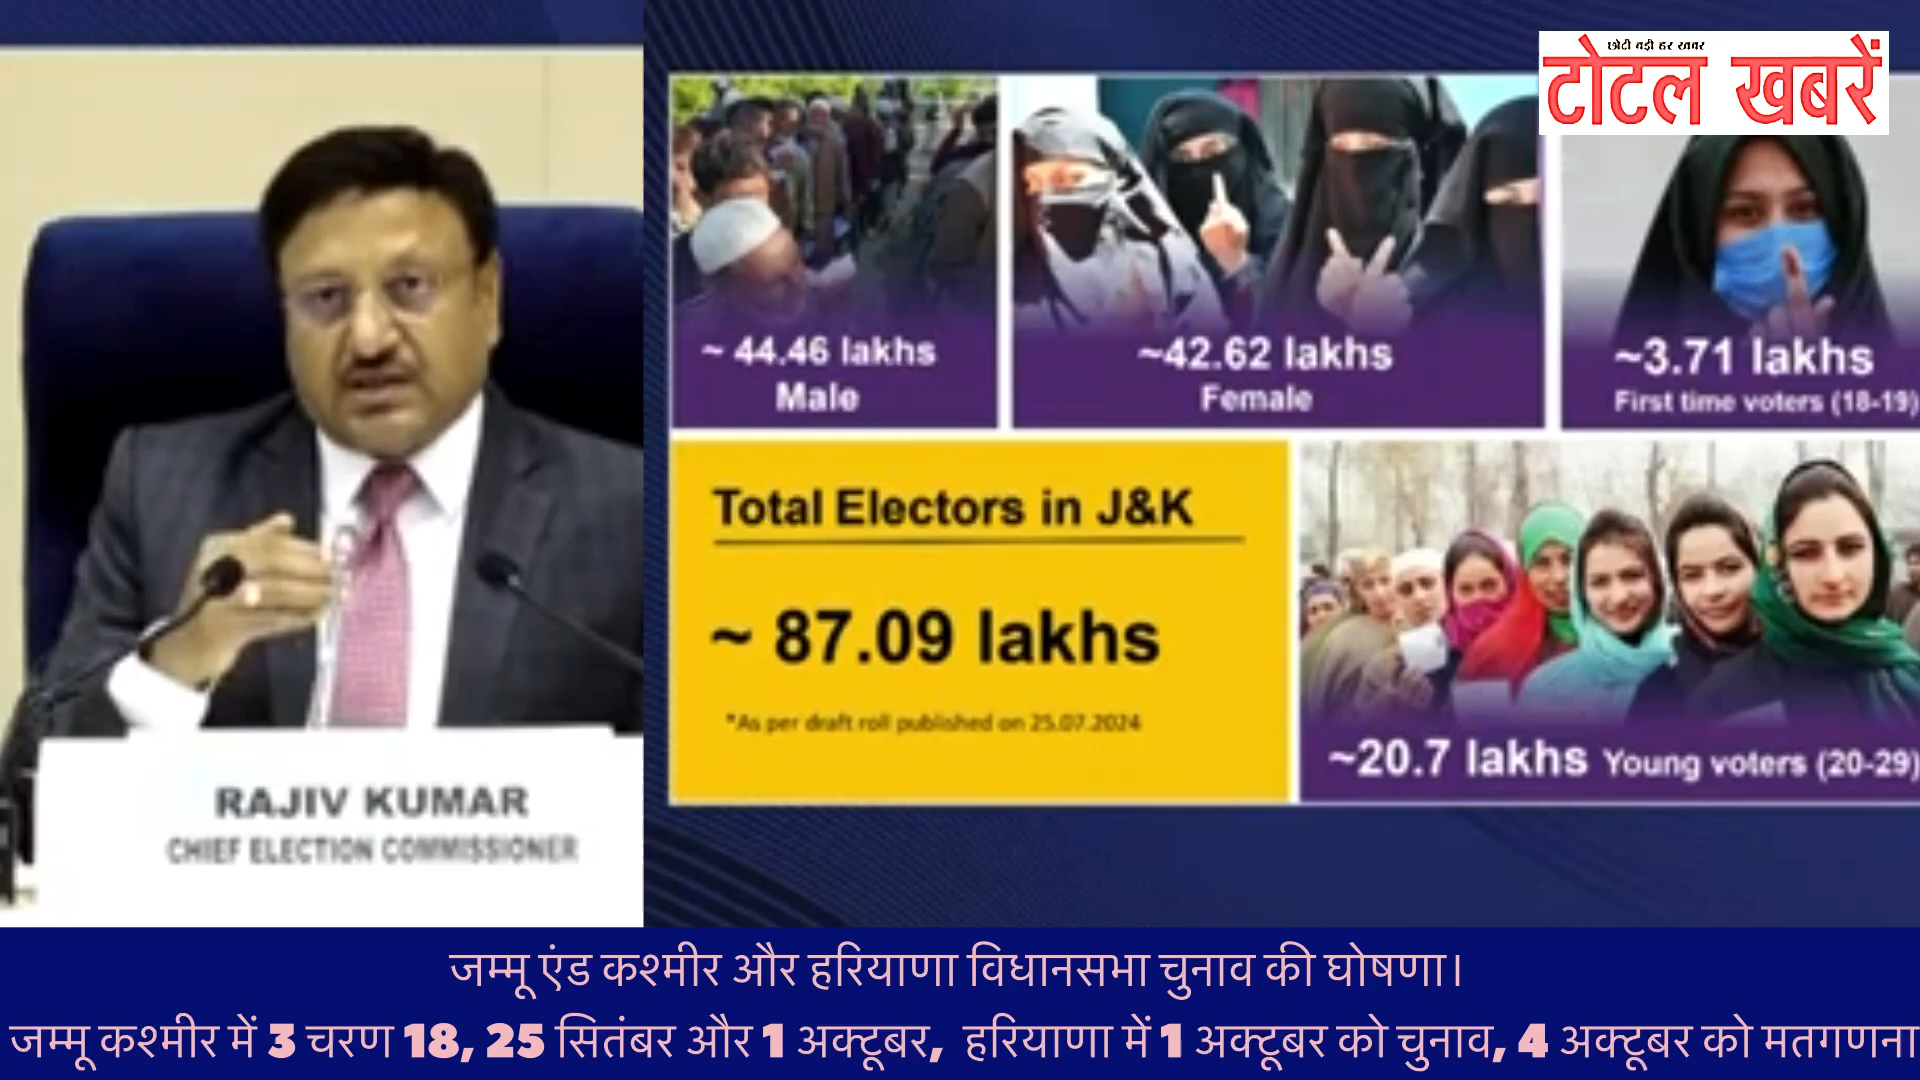 छोटी बड़ी हर खबर
टोटल खबरें
~ 44.46 lakhs
Male
~42.62 lakhs
Female
~3.71 lakhs
First time voters (18-19)
Total Electors in J&K
~ 87.09 lakhs
*As per draft roll published on 25.07.2024
~20.7 lakhs Young voters (20-29)
RAJIV KUMAR
CHIEF ELECTION COMMISSIONER
जम्मू एंड कश्मीर और हरियाणा विधानसभा चुनाव की घोषणा।
जम्मू कश्मीर में 3 चरण 18, 25 सितंबर और 1 अक्टूबर, हरियाणा में 1 अक्टूबर को चुनाव, 4 अक्टूबर को मतगणना